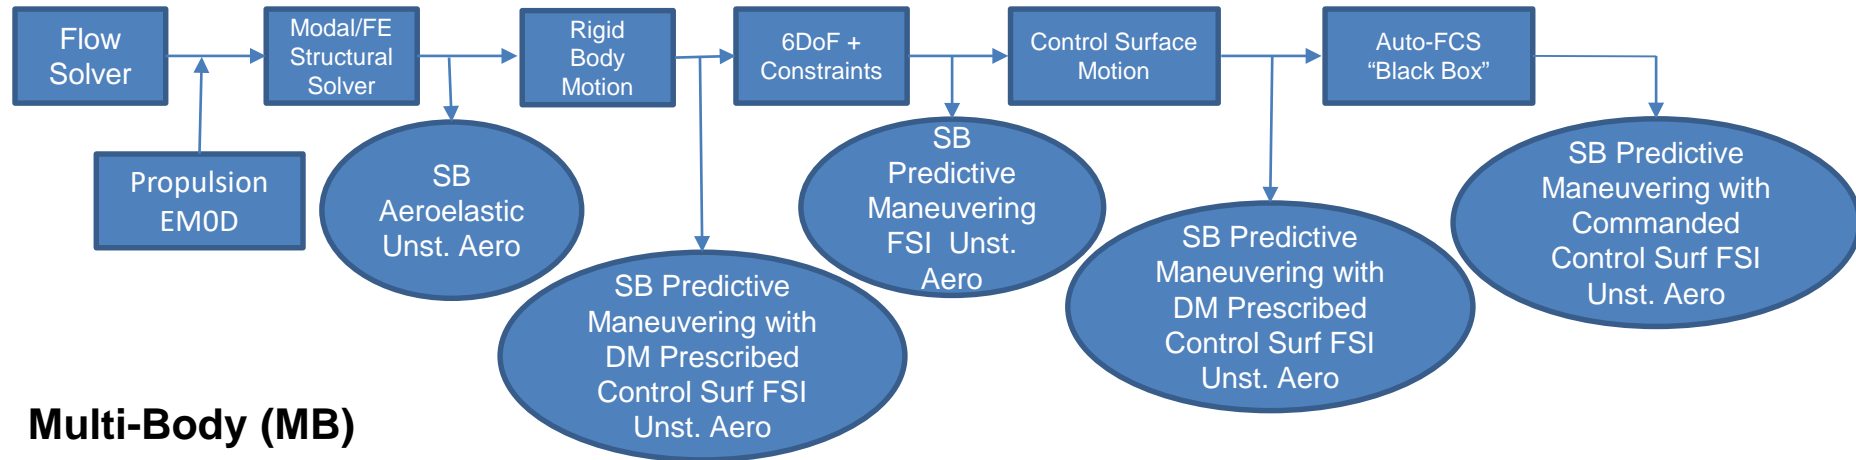 Flow
Solver
Modal/FE
Structural
Solver
Rigid
Body
Motion
6DoF +
Constraints
Control Surface
Motion
Auto-FCS
“Black Box”
Propulsion
EM0D
SB
Aeroelastic
Unst. Aero
SB Predictive
Maneuvering with
DM Prescribed
Control Surf FSI
Unst. Aero
SB
Predictive
Maneuvering
FSI Unst.
Aero
SB Predictive
Maneuvering with
DM Prescribed
Control Surf FSI
Unst. Aero
SB Predictive
Maneuvering with
Commanded
Control Surf FSI
Unst. Aero
Multi-Body (MB)